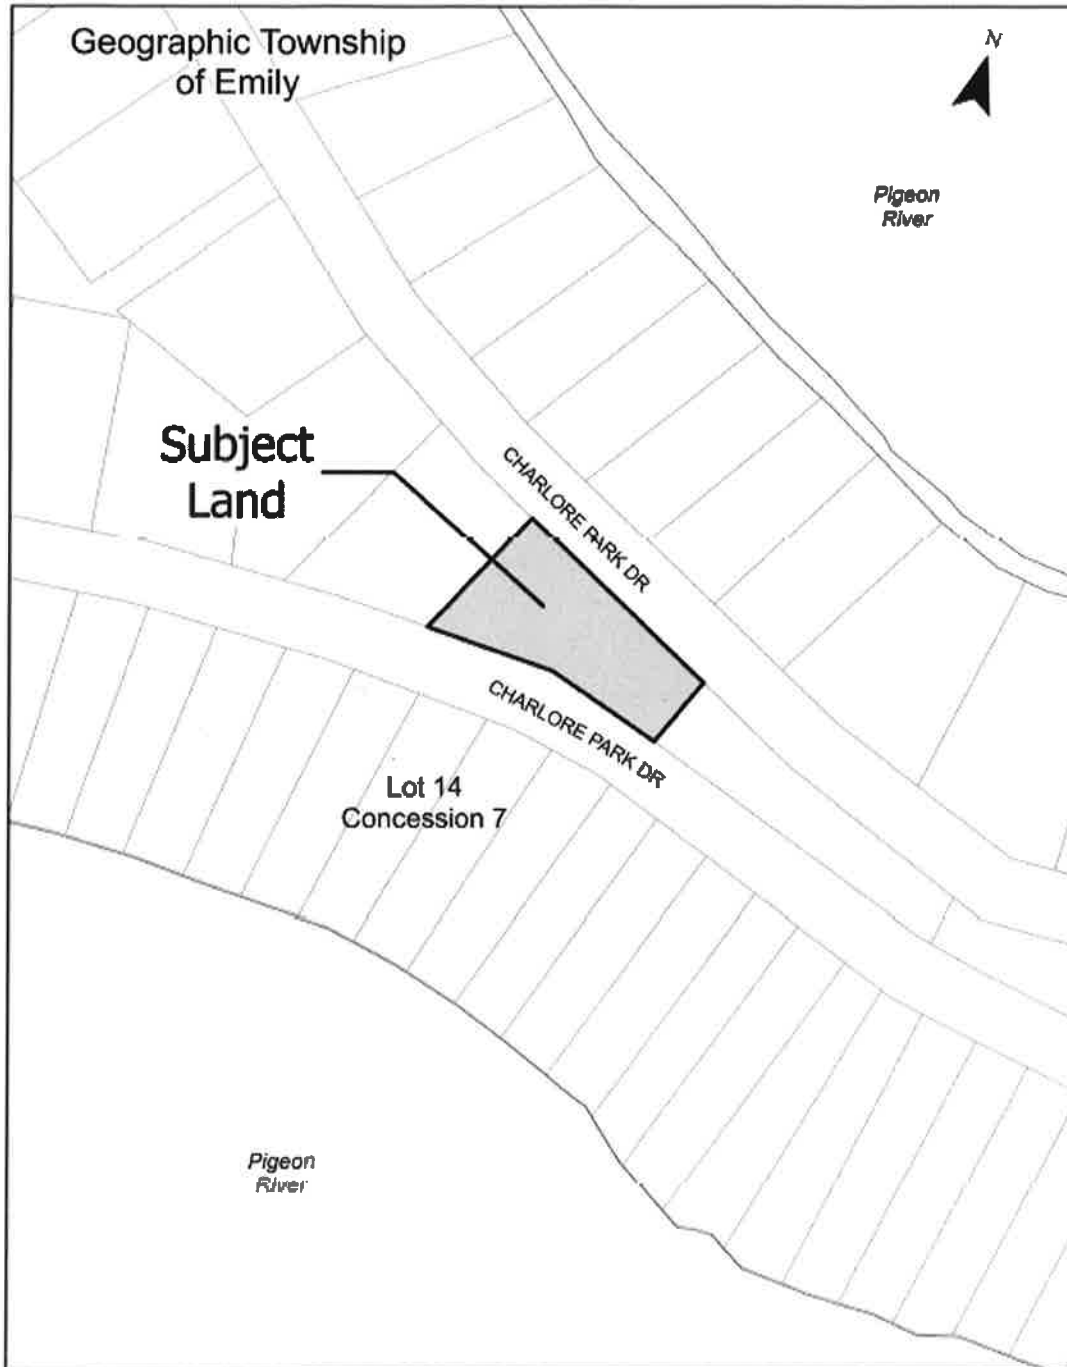 Geographic Township
of Emily
N
Pigeon
River
Subject
Land
CHARLORE PARK DR
CHARLORE PARK DR
Lot 14
Concession 7
Pigeon
River